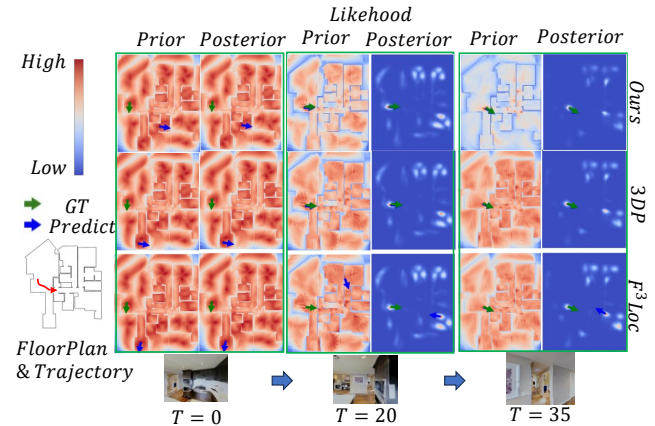 Likehood
Prior Posterior Prior Posterior Prior Posterior
High
Low
GT
Predict
Ours
3DP
F³Loc
FloorPlan
& Trajectory
T = 0
T = 20
T = 35